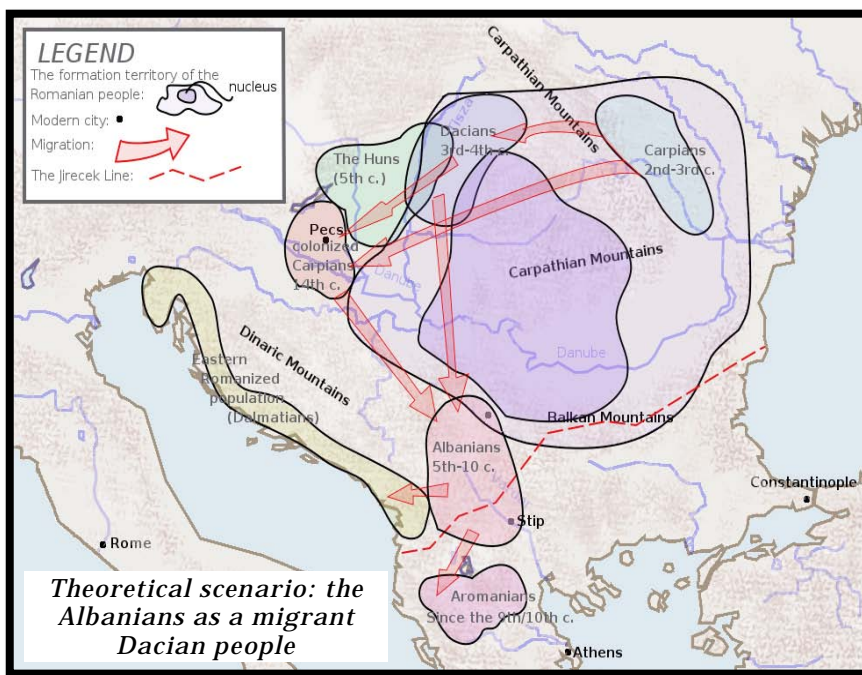 LEGEND
The formation territory of the
Romanian people:
nucleus
Modern city:
Migration:
The Jirecek Line:
Carpathian Mountains
Tisza
Dacians
3rd-4th c.
Carpians
2nd-3rd c.
The Huns
(5th c.)
Pecs
colonized
Carpians
14th c.
Danube
Carpathian Mountains
Danube
Dinaric Mountains
Eastern
Romanized
population
(Dalmatians)
Balkan Mountains
Albanians
5th-10 c.
Vardar
Stip
Constantinople
Rome
Aromanians
Since the 9th/10th c.
Athens
Theoretical scenario: the
Albanians as a migrant
Dacian people